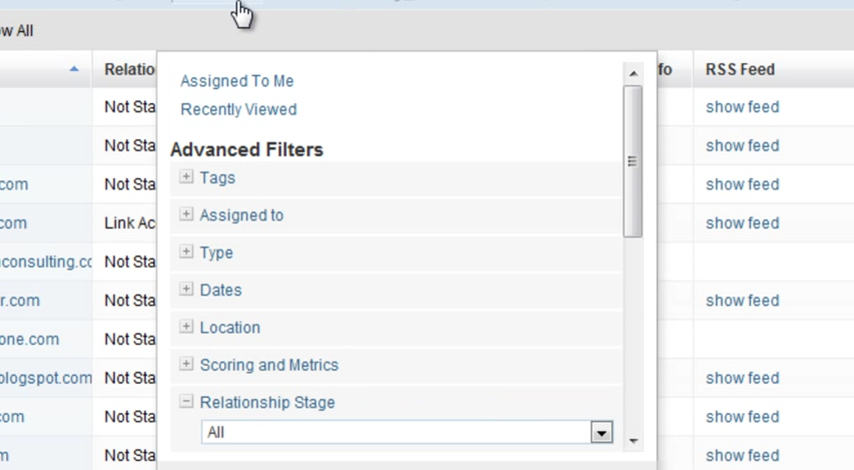 w All
Relatio
fo
RSS Feed
Assigned To Me
Recently Viewed
Advanced Filters
Tags
Assigned to
Type
Dates
Location
Scoring and Metrics
Relationship Stage
All
Not Sta
show feed
Not Sta
show feed
.com
Not Sta
show feed
.com
Link Ac
show feed
consulting.co
Not Sta
r.com
Not Sta
show feed
one.com
Not Sta
blogspot.com
Not Sta
show feed
com
Not Sta
show feed
m
Not Sta
show feed